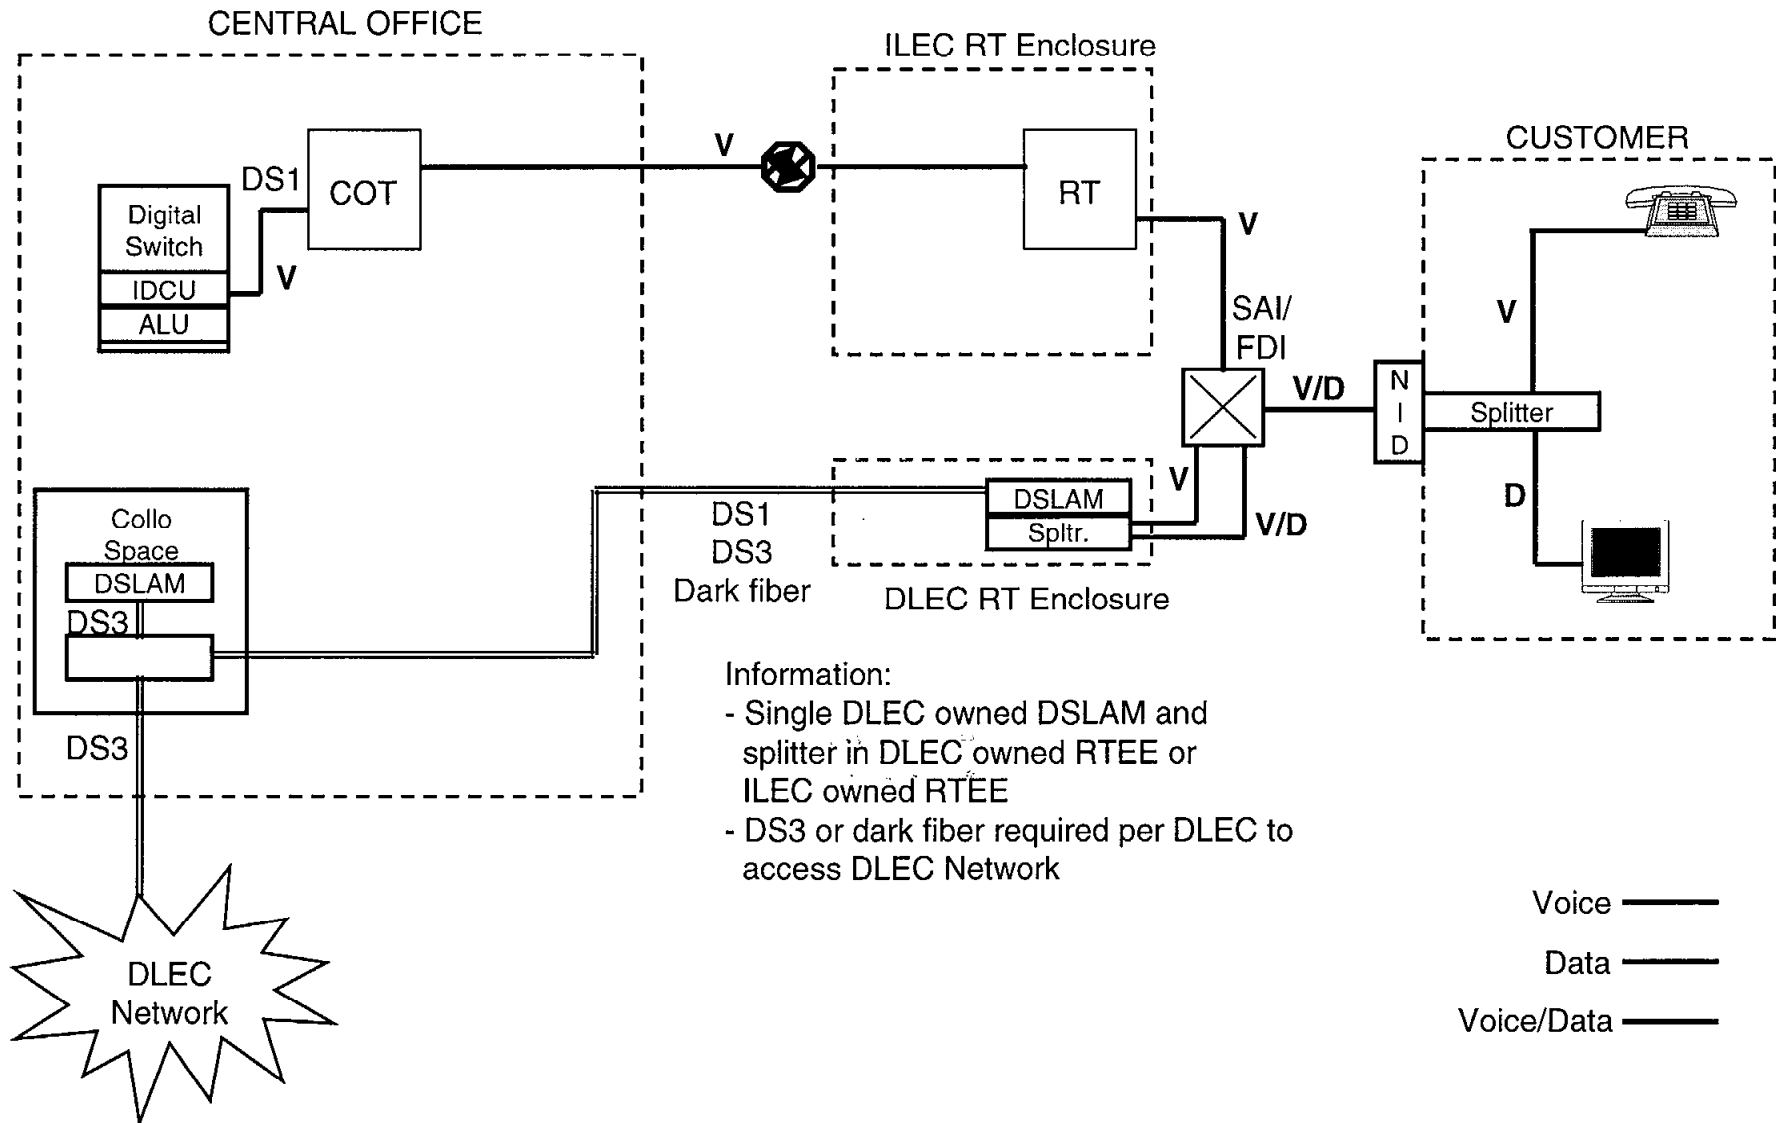 CENTRAL OFFICE
ILEC RT Enclosure
CUSTOMER
V
DS1
COT
RT
Digital
Switch
IDCU
ALU
V
V
SAI/
FDI
V
V/D
N
I
D
Splitter
D
V
V/D
DSLAM
Spltr.
DS1
DS3
Dark fiber
DLEC RT Enclosure
Collo
Space
DSLAM
DS3
DS3
Information:
- Single DLEC owned DSLAM and
splitter in DLEC owned RTEE or
ILEC owned RTEE
- DS3 or dark fiber required per DLEC to
access DLEC Network
DLEC
Network
Voice
Data
Voice/Data